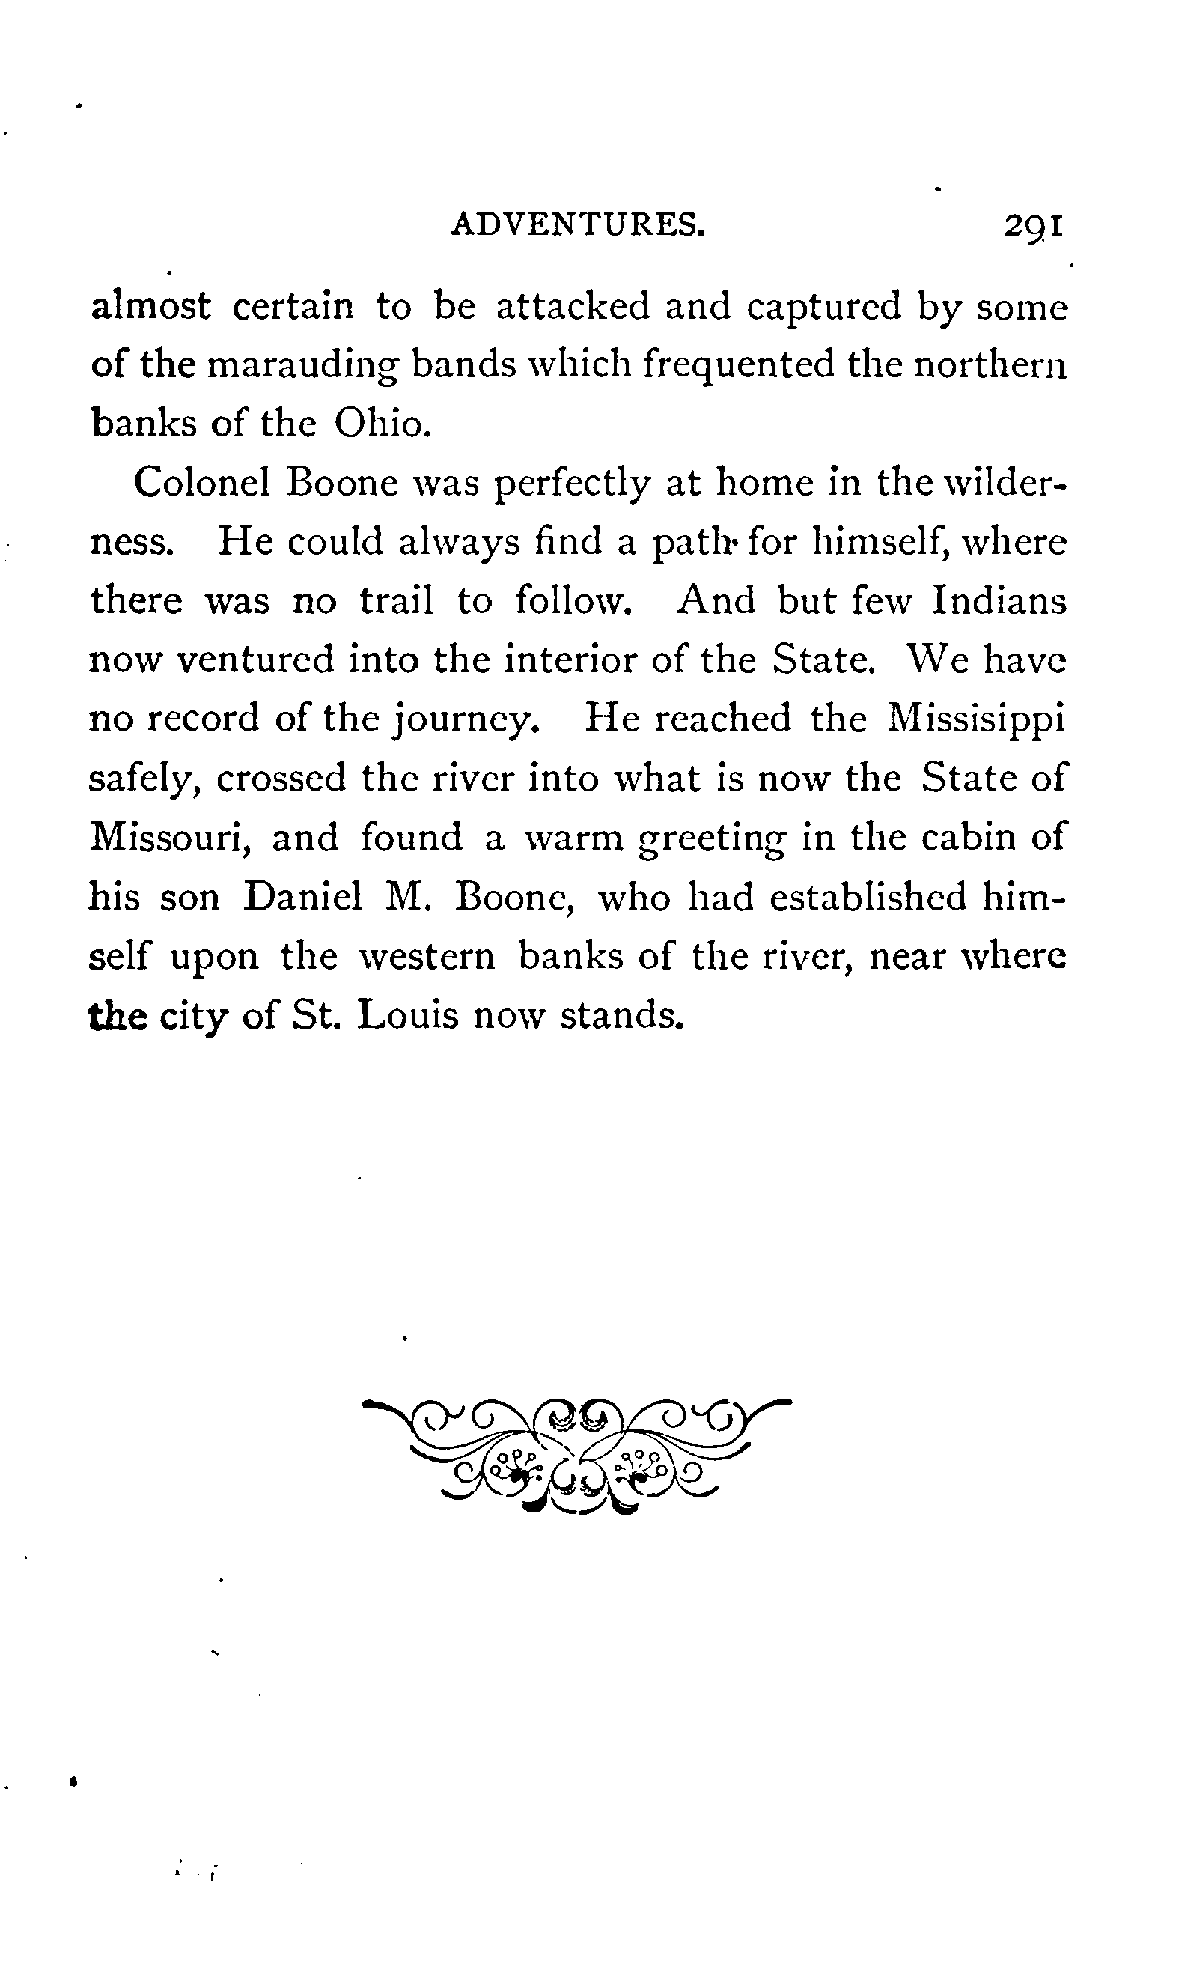 ADVENTURES. 291
almost certain to be attacked and captured by some
of the marauding bands which frequented the northern
banks of the Ohio.
Colonel Boone was perfectly at home in the wilder-
ness. He could always find a path for himself, where
there was no trail to follow. And but few Indians
now ventured into the interior of the State. We have
no record of the journey. He reached the Missisippi
safely, crossed the river into what is now the State of
Missouri, and found a warm greeting in the cabin of
his son Daniel M. Boone, who had established him-
self upon the western banks of the river, near where
the city of St. Louis now stands.